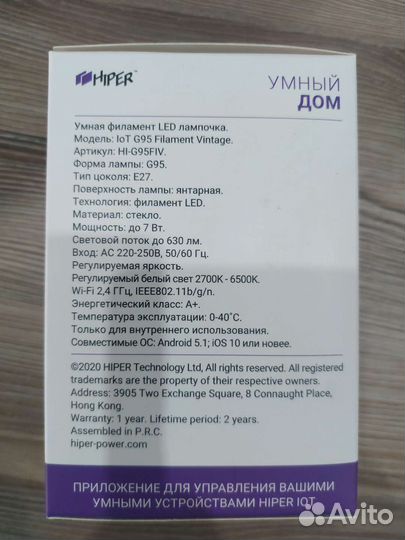 HIPER™
УМНЫЙ
ДОМ
Умная филамент LED лампочка.
Модель: IoT G95 Filament Vintage.
Артикул: HI-G95FIV.
Форма лампы: G95.
Тип цоколя: E27.
Поверхность лампы: янтарная.
Технология: филамент LED.
Материал: стекло.
Мощность: до 7 Вт.
Световой поток до 630 лм.
Вход: AC 220-250В, 50/60 Гц.
Регулируемая яркость.
Регулируемый белый свет 2700K - 6500K.
Wi-Fi 2,4 ГГц, IEEE802.11b/g/n.
Энергетический класс: A+.
Температура эксплуатации: 0-40˚C.
Только для внутреннего использования.
Совместимые ОС: Android 5.1; iOS 10 или новее.
©2020 HIPER Technology Ltd, All rights reserved. All registered
trademarks are the property of their respective owners.
Address: 3905 Two Exchange Square, 8 Connaught Place,
Hong Kong.
Warranty: 1 year. Lifetime period: 2 years.
Assembled in P.R.C.
hiper-power.com
ПРИЛОЖЕНИЕ ДЛЯ УПРАВЛЕНИЯ ВАШИМИ
УМНЫМИ УСТРОЙСТВАМИ HIPER IOT
Avito